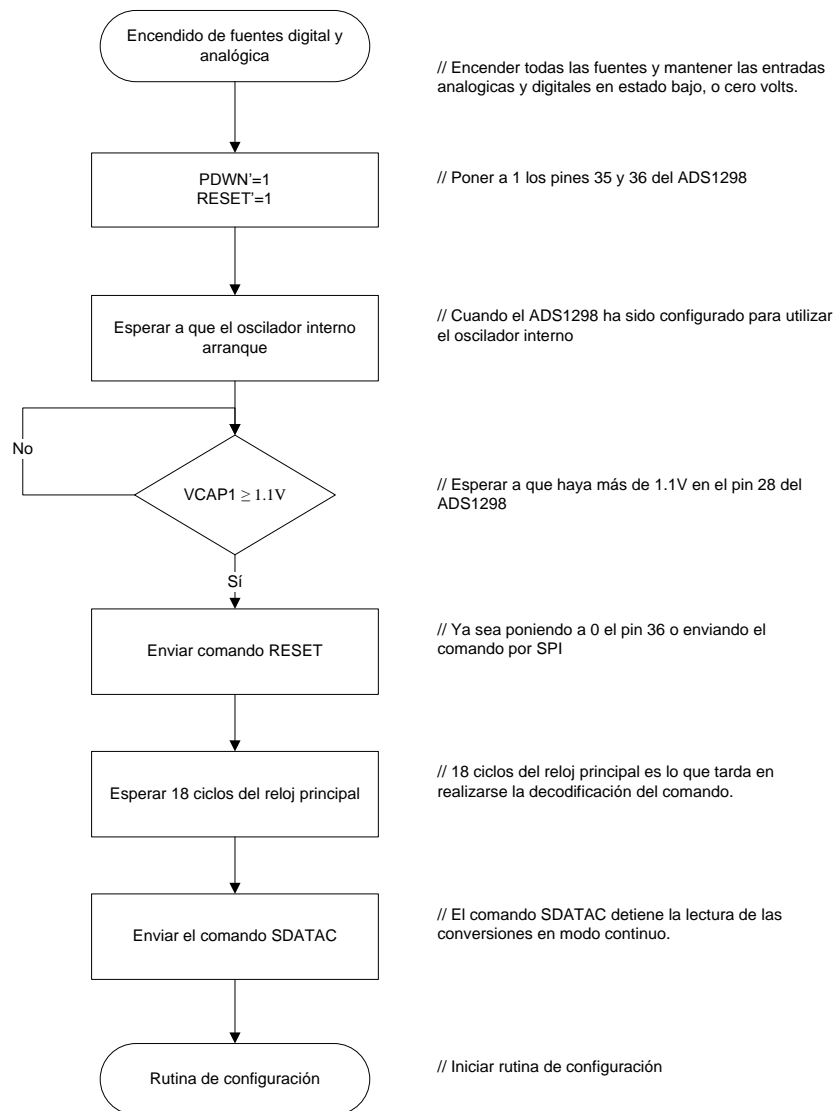 Encendido de fuentes digital y
analógica
// Encender todas las fuentes y mantener las entradas
analogicas y digitales en estado bajo, o cero volts.
PDWN'=1
RESET'=1
// Poner a 1 los pines 35 y 36 del ADS1298
Esperar a que el oscilador interno
arranque
// Cuando el ADS1298 ha sido configurado para utilizar
el oscilador interno
No
VCAP1 ≥ 1.1V
// Esperar a que haya más de 1.1V en el pin 28 del
ADS1298
Sí
Enviar comando RESET
// Ya sea poniendo a 0 el pin 36 o enviando el
comando por SPI
Esperar 18 ciclos del reloj principal
// 18 ciclos del reloj principal es lo que tarda en
realizarse la decodificación del comando.
Enviar el comando SDATAC
// El comando SDATAC detiene la lectura de las
conversiones en modo continuo.
Rutina de configuración
// Iniciar rutina de configuración